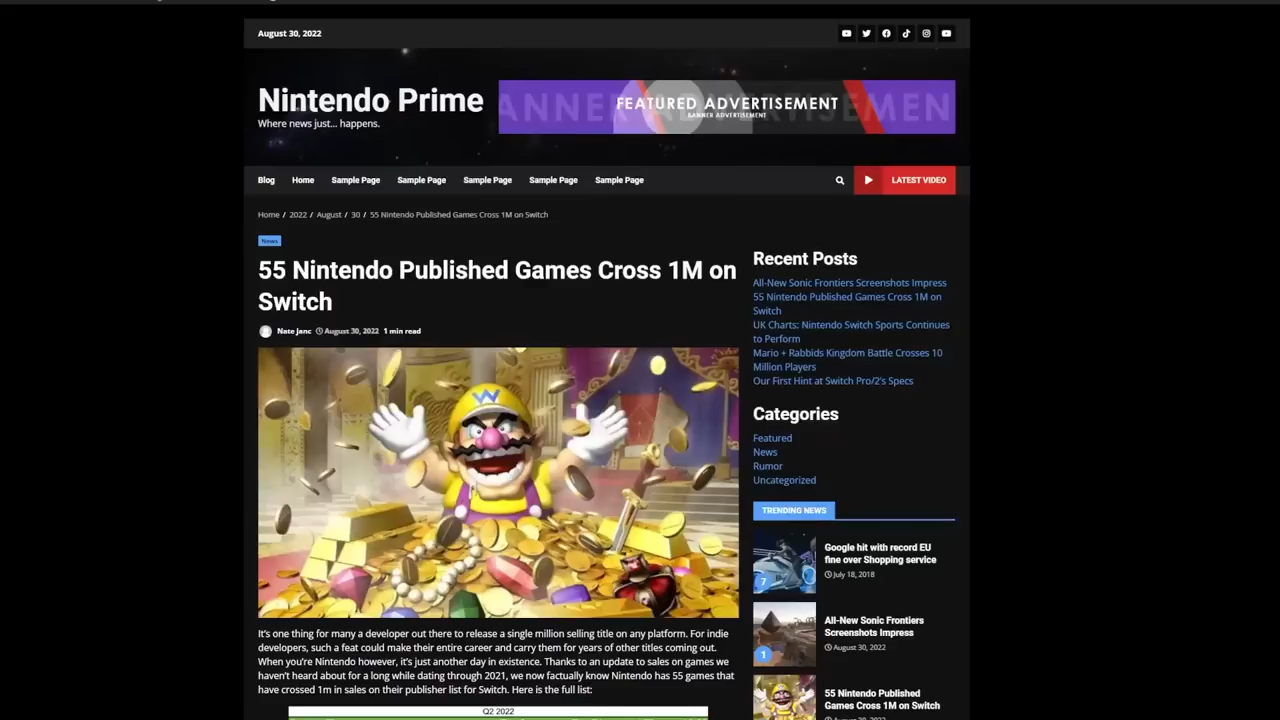 August 30, 2022
Nintendo Prime
Where news just... happens.
FEATURED ADVERTISEMENT
BANNER ADVERTISEMENT
Blog Home Sample Page Sample Page Sample Page Sample Page Sample Page
LATEST VIDEO
Home / 2022 / August / 30 / 55 Nintendo Published Games Cross 1M on Switch
News
55 Nintendo Published Games Cross 1M on
Switch
Nate Janc August 30, 2022 1 min read
W
It's one thing for many a developer out there to release a single million selling title on any platform. For indie
developers, such a feat could make their entire career and carry them for years of other titles coming out.
When you're Nintendo however, it's just another day in existence. Thanks to an update to sales on games we
haven't heard about for a long while dating through 2021, we now factually know Nintendo has 55 games that
have crossed 1m in sales on their publisher list for Switch. Here is the full list:
Q2 2022
Recent Posts
All-New Sonic Frontiers Screenshots Impress
55 Nintendo Published Games Cross 1M on
Switch
UK Charts: Nintendo Switch Sports Continues
to Perform
Mario + Rabbids Kingdom Battle Crosses 10
Million Players
Our First Hint at Switch Pro/2's Specs
Categories
Featured
News
Rumor
Uncategorized
TRENDING NEWS
7
Google hit with record EU
fine over Shopping service
July 18, 2018
1
All-New Sonic Frontiers
Screenshots Impress
August 30, 2022
55 Nintendo Published
Games Cross 1M on Switch